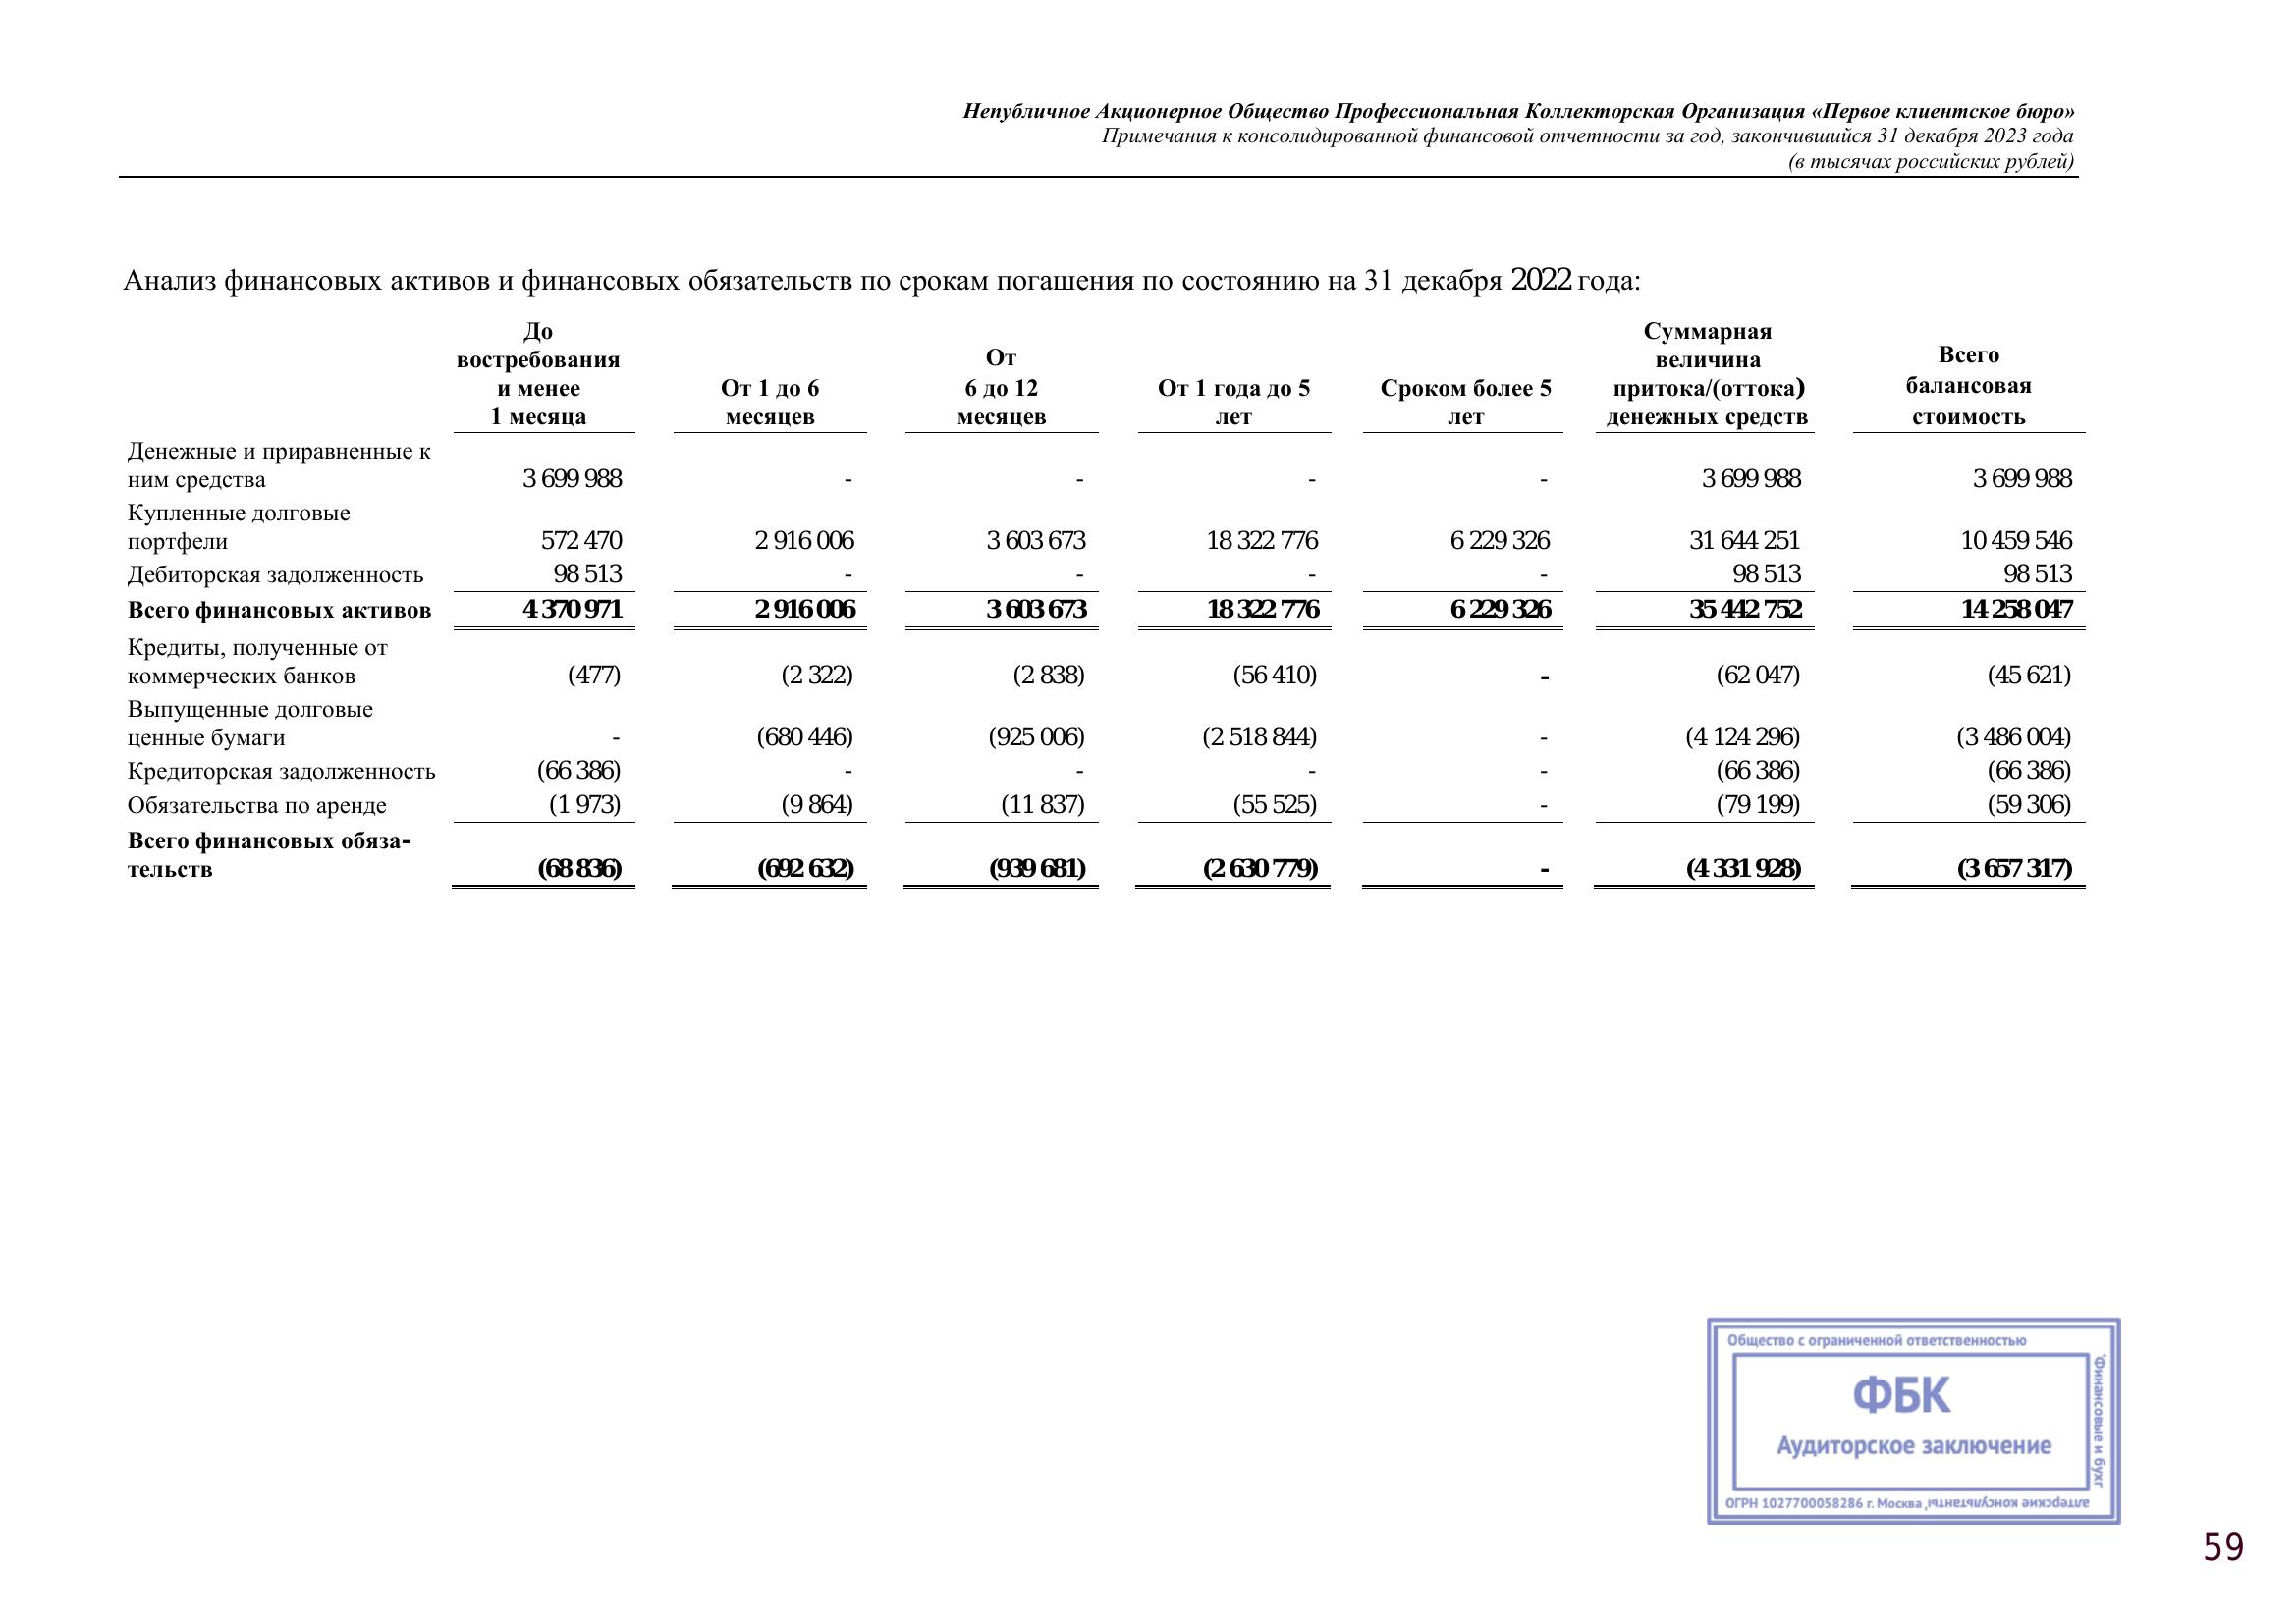 Непубличное Акционерное Общество Профессиональная Коллекторская Организация «Первое клиентское бюро»
Примечания к консолидированной финансовой отчетности за год, закончившийся 31 декабря 2023 года
(в тысячах российских рублей)
Анализ финансовых активов и финансовых обязательств по срокам погашения по состоянию на 31 декабря 2022 года:
До востребования и менее 1 месяца
От 1 до 6 месяцев
От 6 до 12 месяцев
От 1 года до 5 лет
Сроком более 5 лет
Суммарная величина притока/(оттока) денежных средств
Всего балансовая стоимость
Денежные и приравненные к
ним средства 3 699 988 - - - - 3 699 988 3 699 988
Купленные долговые
портфели 572 470 2 916 006 3 603 673 18 322 776 6 229 326 31 644 251 10 459 546
Дебиторская задолженность 98 513 - - - - 98 513 98 513
Всего финансовых активов 4 370 971 2 916 006 3 603 673 18 322 776 6 229 326 35 442 752 14 258 047
Кредиты, полученные от
коммерческих банков (477) (2 322) (2 838) (56 410) - (62 047) (45 621)
Выпущенные долговые
ценные бумаги - (680 446) (925 006) (2 518 844) - (4 124 296) (3 486 004)
Кредиторская задолженность (66 386) - - - - (66 386) (66 386)
Обязательства по аренде (1 973) (9 864) (11 837) (55 525) - (79 199) (59 306)
Всего финансовых обяза-
тельств (68 836) (692 632) (939 681) (2 630 779) - (4 331 928) (3 657 317)
Общество с ограниченной ответственностью
"Финансовые и бухг
алтерские консультанты"
ФБК
Аудиторское заключение
ОГРН 1027700058286 г. Москва
59